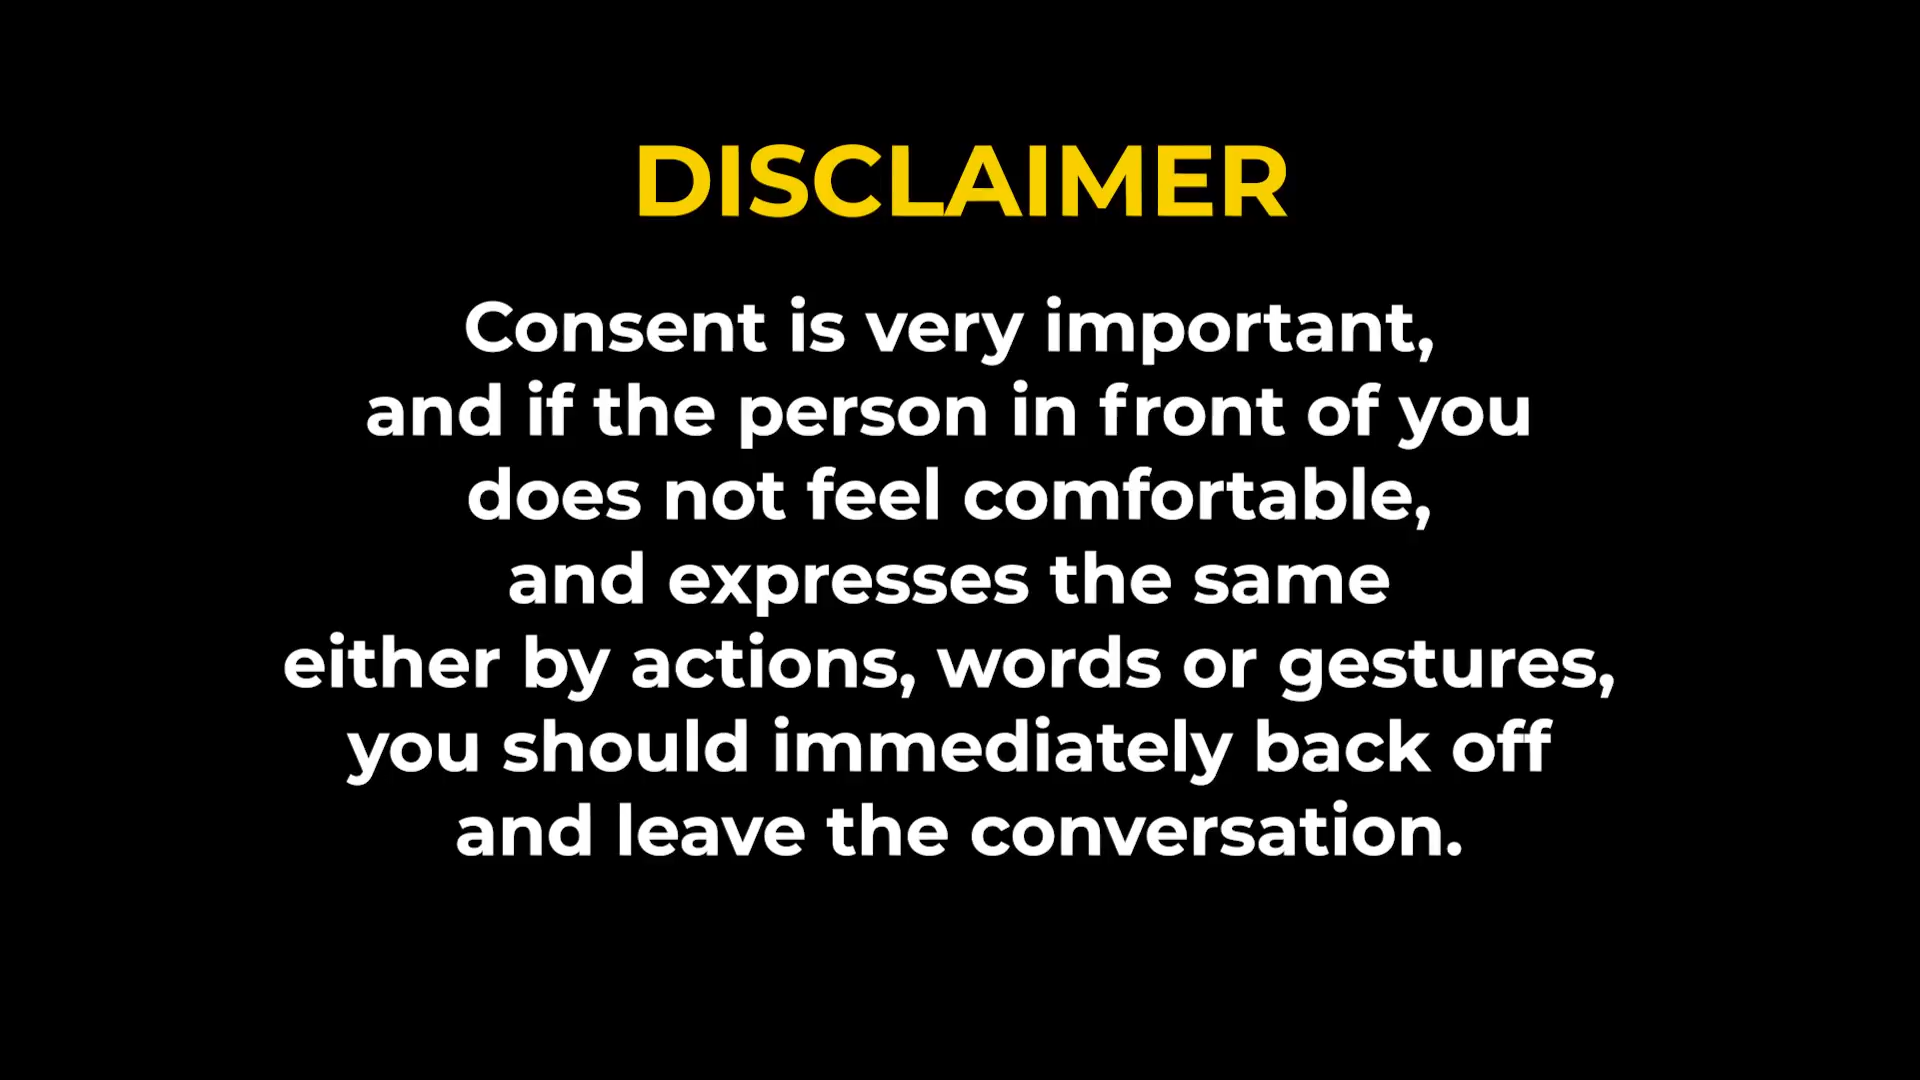 DISCLAIMER
Consent is very important,
and if the person in front of you
does not feel comfortable,
and expresses the same
either by actions, words or gestures,
you should immediately back off
and leave the conversation.